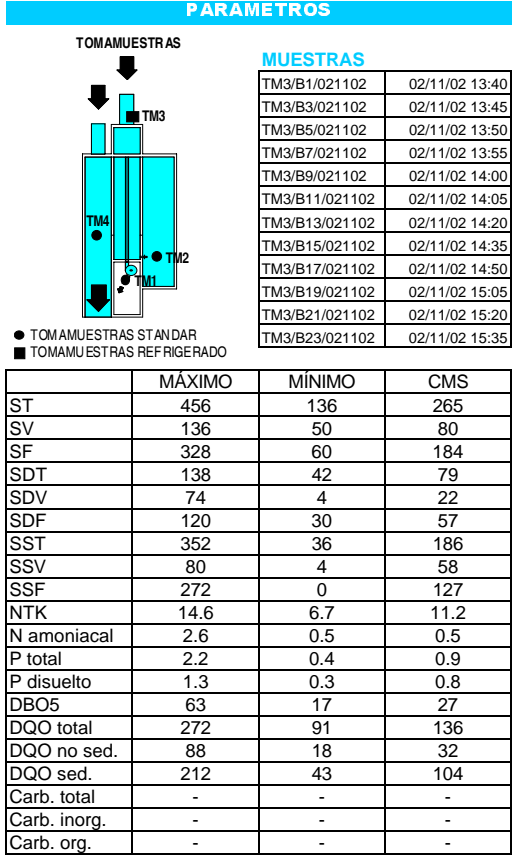 PARAMETROS
TOMAMUESTRAS
TM3
TM4
TM2
TM1
TOMAMUESTRAS STANDAR
TOMAMUESTRAS REFRIGERADO
MUESTRAS
TM3/B1/021102 02/11/02 13:40
TM3/B3/021102 02/11/02 13:45
TM3/B5/021102 02/11/02 13:50
TM3/B7/021102 02/11/02 13:55
TM3/B9/021102 02/11/02 14:00
TM3/B11/021102 02/11/02 14:05
TM3/B13/021102 02/11/02 14:20
TM3/B15/021102 02/11/02 14:35
TM3/B17/021102 02/11/02 14:50
TM3/B19/021102 02/11/02 15:05
TM3/B21/021102 02/11/02 15:20
TM3/B23/021102 02/11/02 15:35
MÁXIMO MÍNIMO CMS
ST 456 136 265
SV 136 50 80
SF 328 60 184
SDT 138 42 79
SDV 74 4 22
SDF 120 30 57
SST 352 36 186
SSV 80 4 58
SSF 272 0 127
NTK 14.6 6.7 11.2
N amoniacal 2.6 0.5 0.5
P total 2.2 0.4 0.9
P disuelto 1.3 0.3 0.8
DBO5 63 17 27
DQO total 272 91 136
DQO no sed. 88 18 32
DQO sed. 212 43 104
Carb. total - - -
Carb. inorg. - - -
Carb. org. - - -